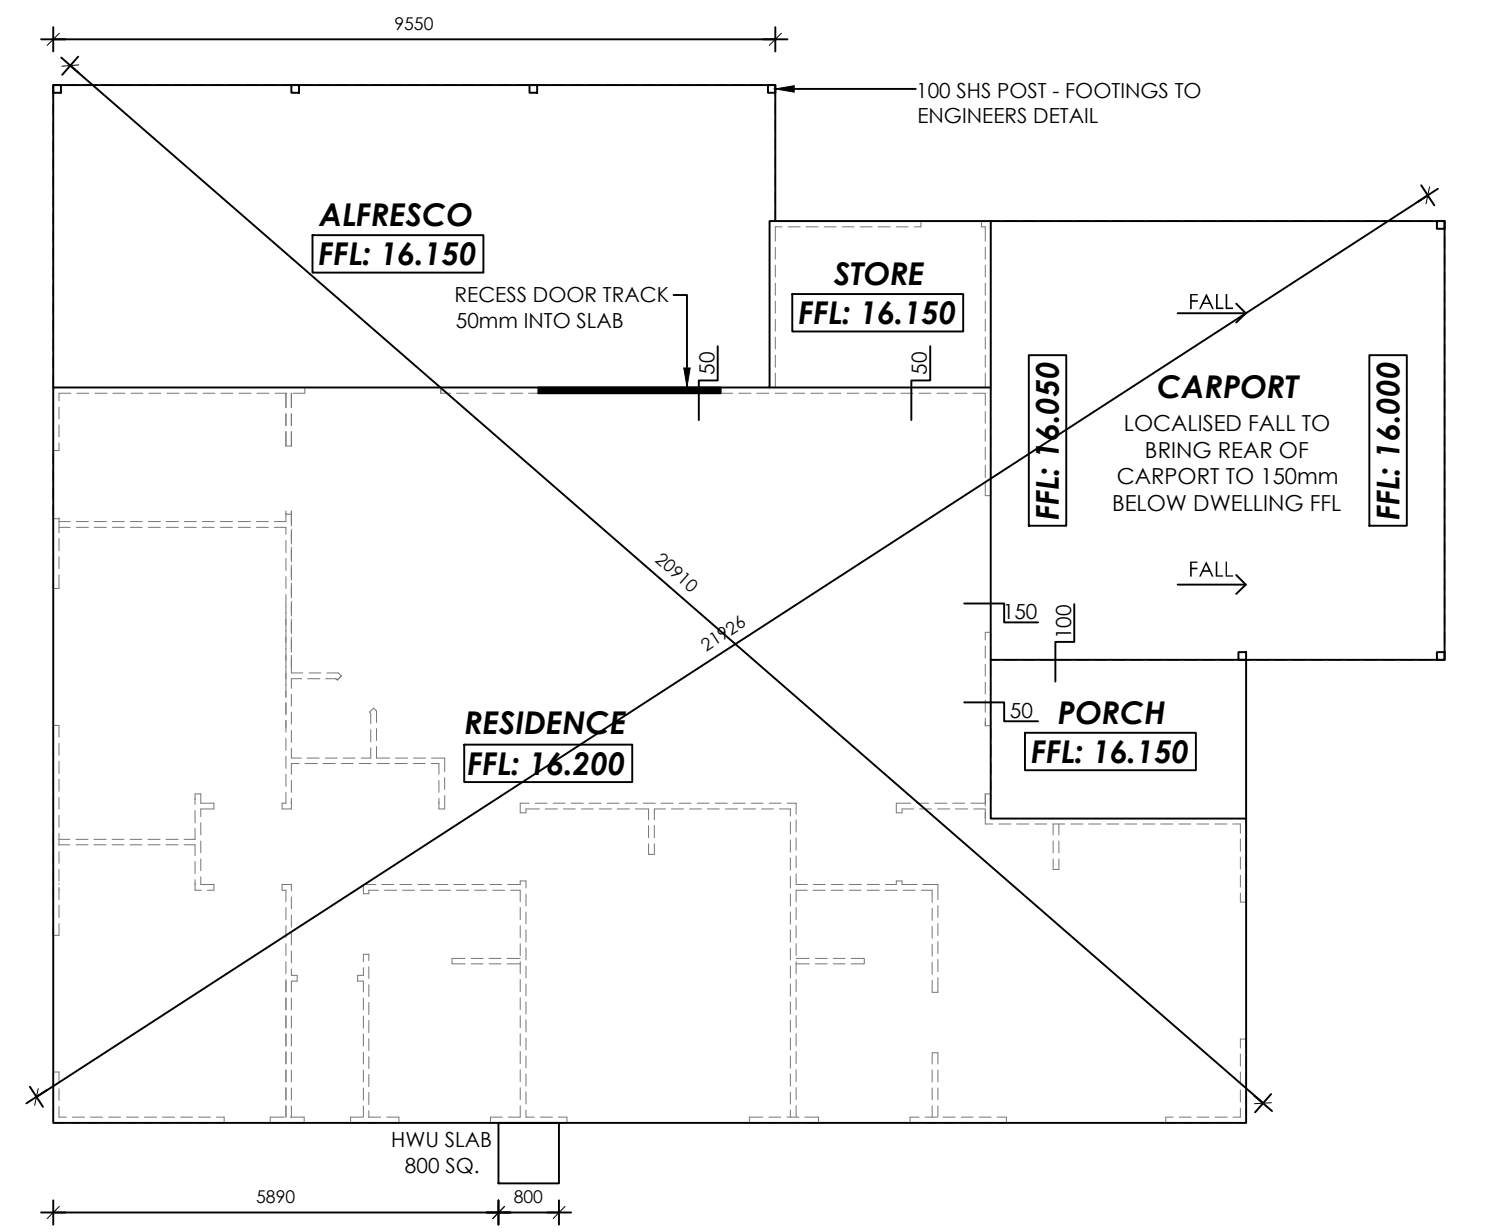 9550
100 SHS POST - FOOTINGS TO
ENGINEERS DETAIL
ALFRESCO
FFL: 16.150
RECESS DOOR TRACK
50mm INTO SLAB
50
STORE
FFL: 16.150
50
FALL
FFL: 16.050
CARPORT
LOCALISED FALL TO
BRING REAR OF
CARPORT TO 150mm
BELOW DWELLING FFL
FFL: 16.000
FALL
20910
21926
150
100
50
PORCH
FFL: 16.150
RESIDENCE
FFL: 16.200
HWU SLAB
800 SQ.
5890
800